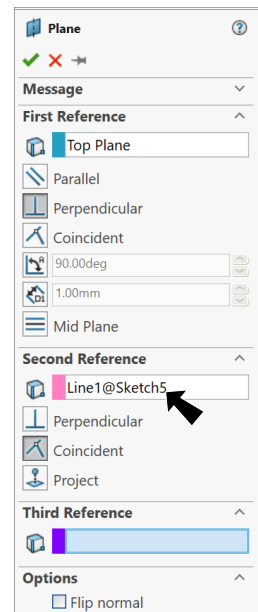 Plane
Message
First Reference
Top Plane
Parallel
Perpendicular
Coincident
90.00deg
1.00mm
Mid Plane
Second Reference
Line1@Sketch5
Perpendicular
Coincident
Project
Third Reference
Options
Flip normal